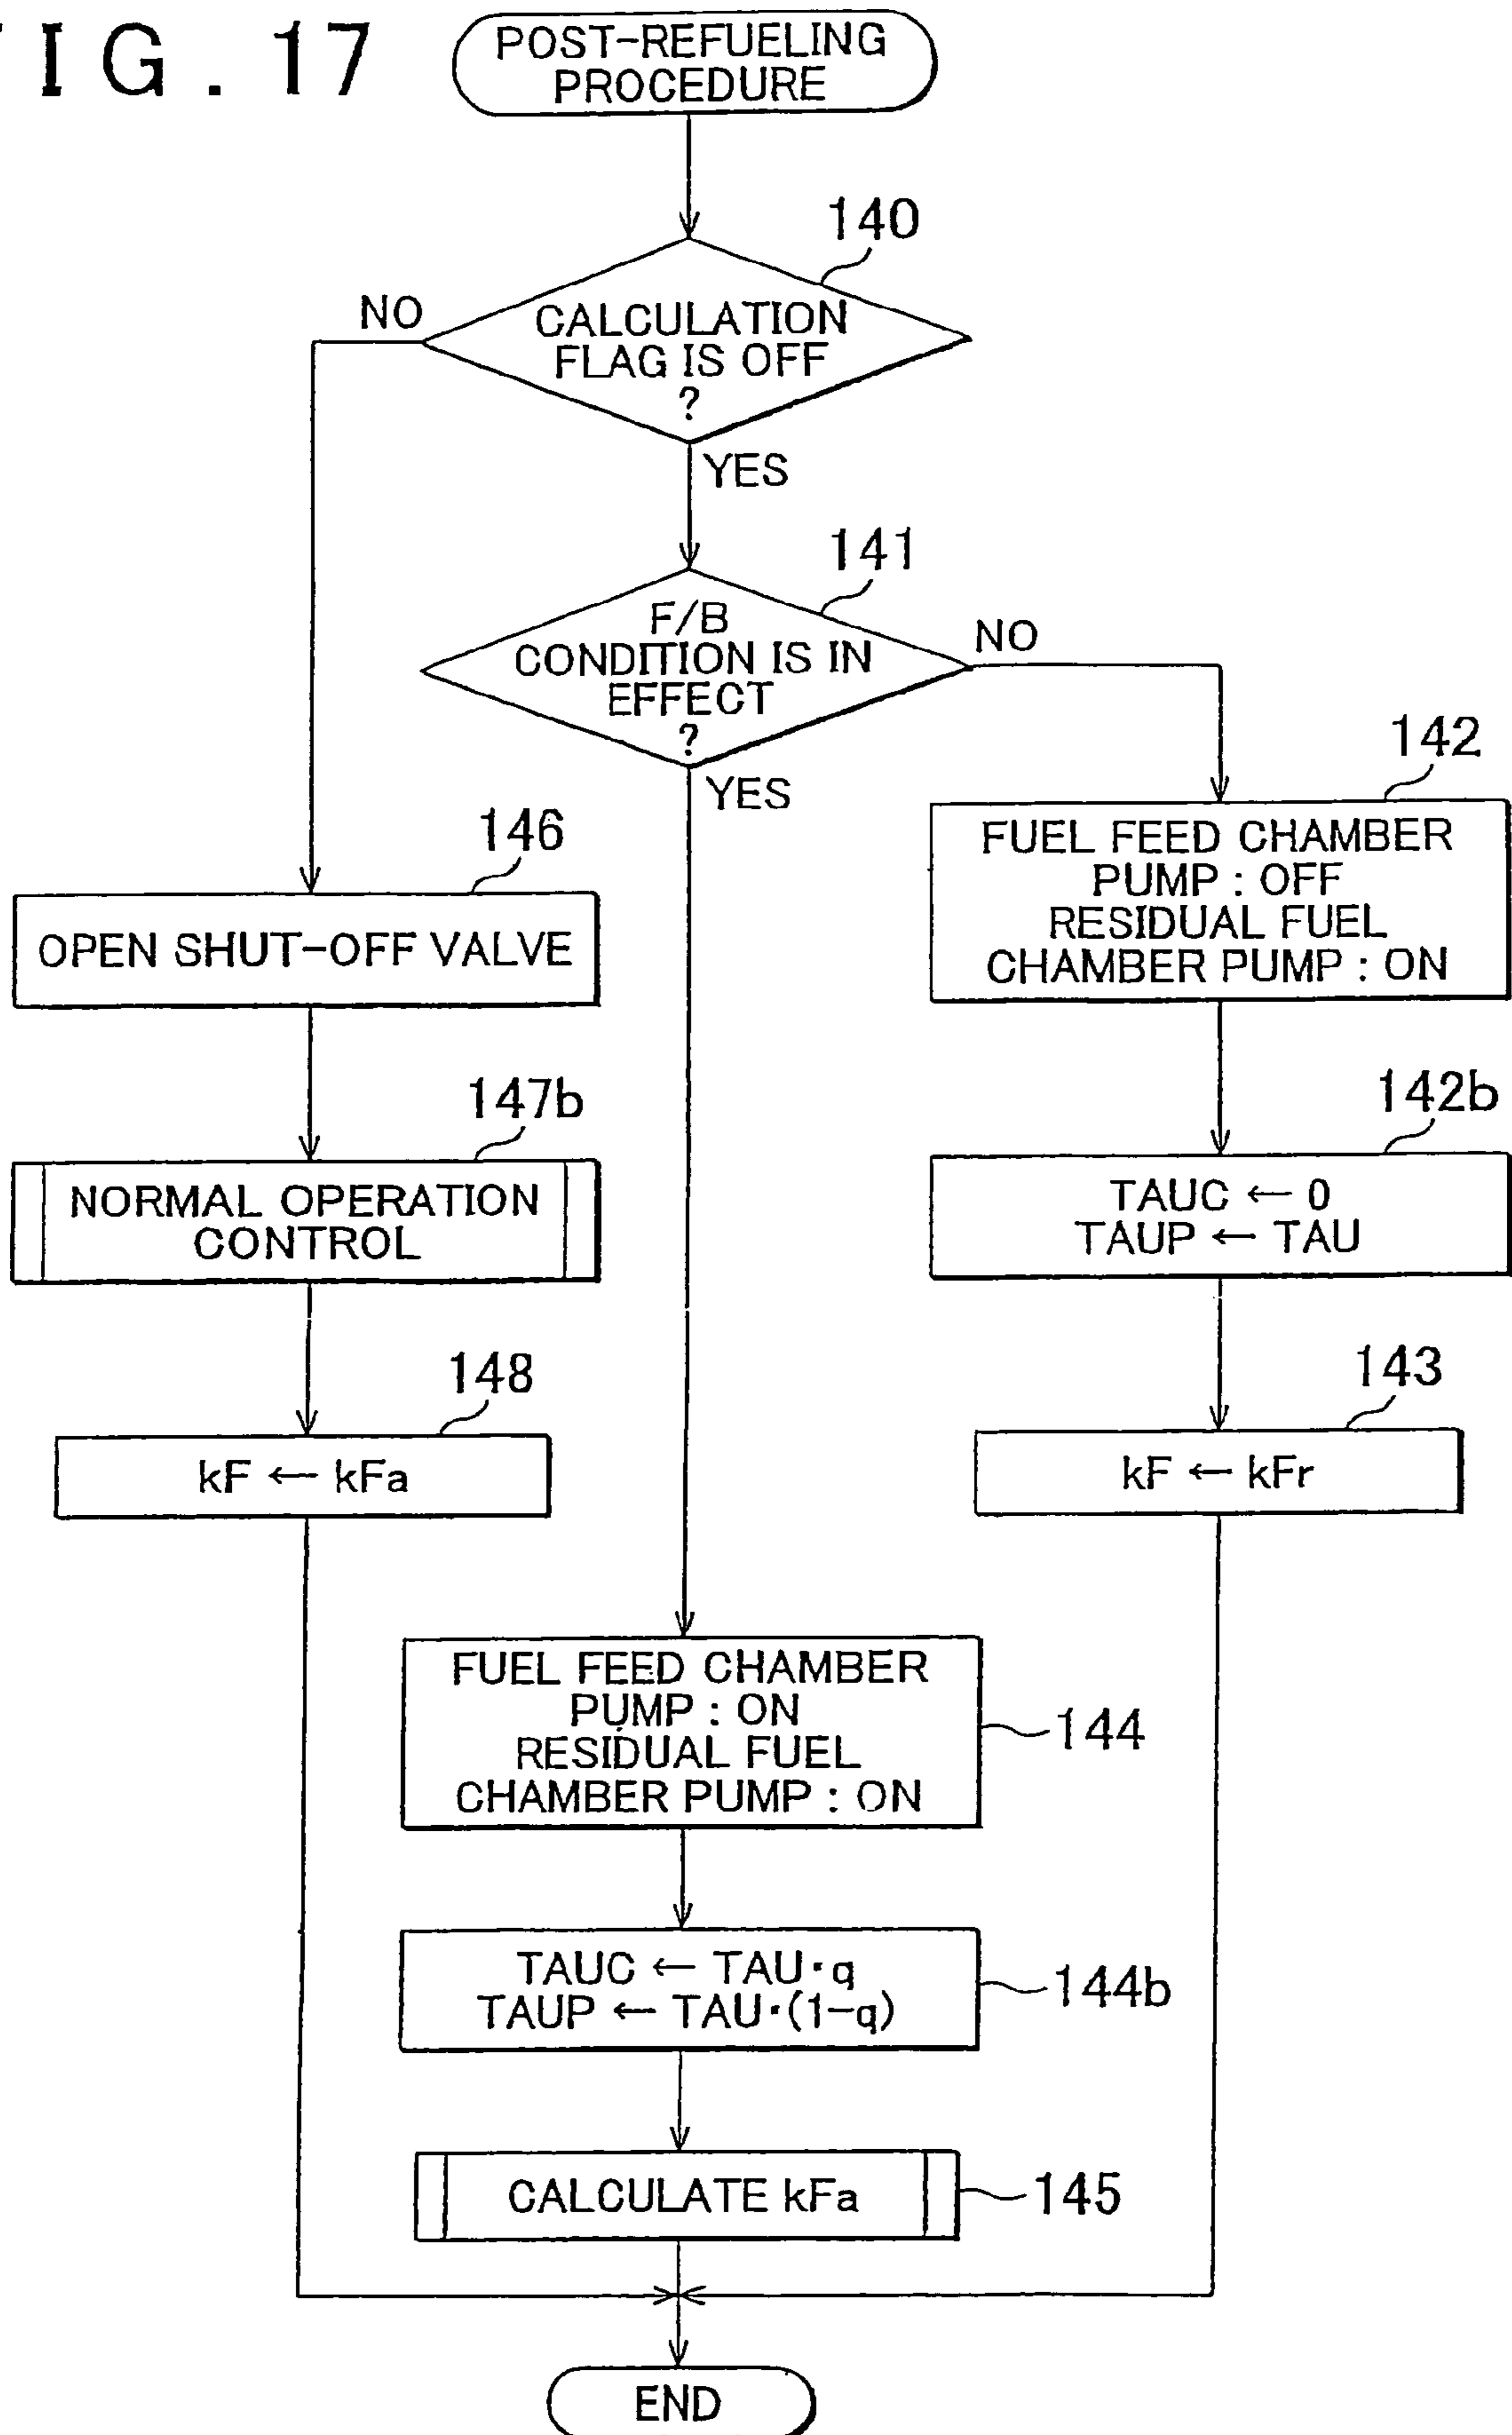 FIG. 17
POST-REFUELING
PROCEDURE
140
CALCULATION
FLAG IS OFF
?
NO
YES
141
F/B
CONDITION IS IN
EFFECT
?
NO
YES
142
FUEL FEED CHAMBER
PUMP : OFF
RESIDUAL FUEL
CHAMBER PUMP : ON
146
OPEN SHUT-OFF VALVE
142b
TAUC ← 0
TAUP ← TAU
147b
NORMAL OPERATION
CONTROL
143
kF ← kFr
148
kF ← kFa
FUEL FEED CHAMBER
PUMP : ON
RESIDUAL FUEL
CHAMBER PUMP : ON
144
TAUC ← TAU·q
TAUP ← TAU·(1-q)
144b
CALCULATE kFa
145
END